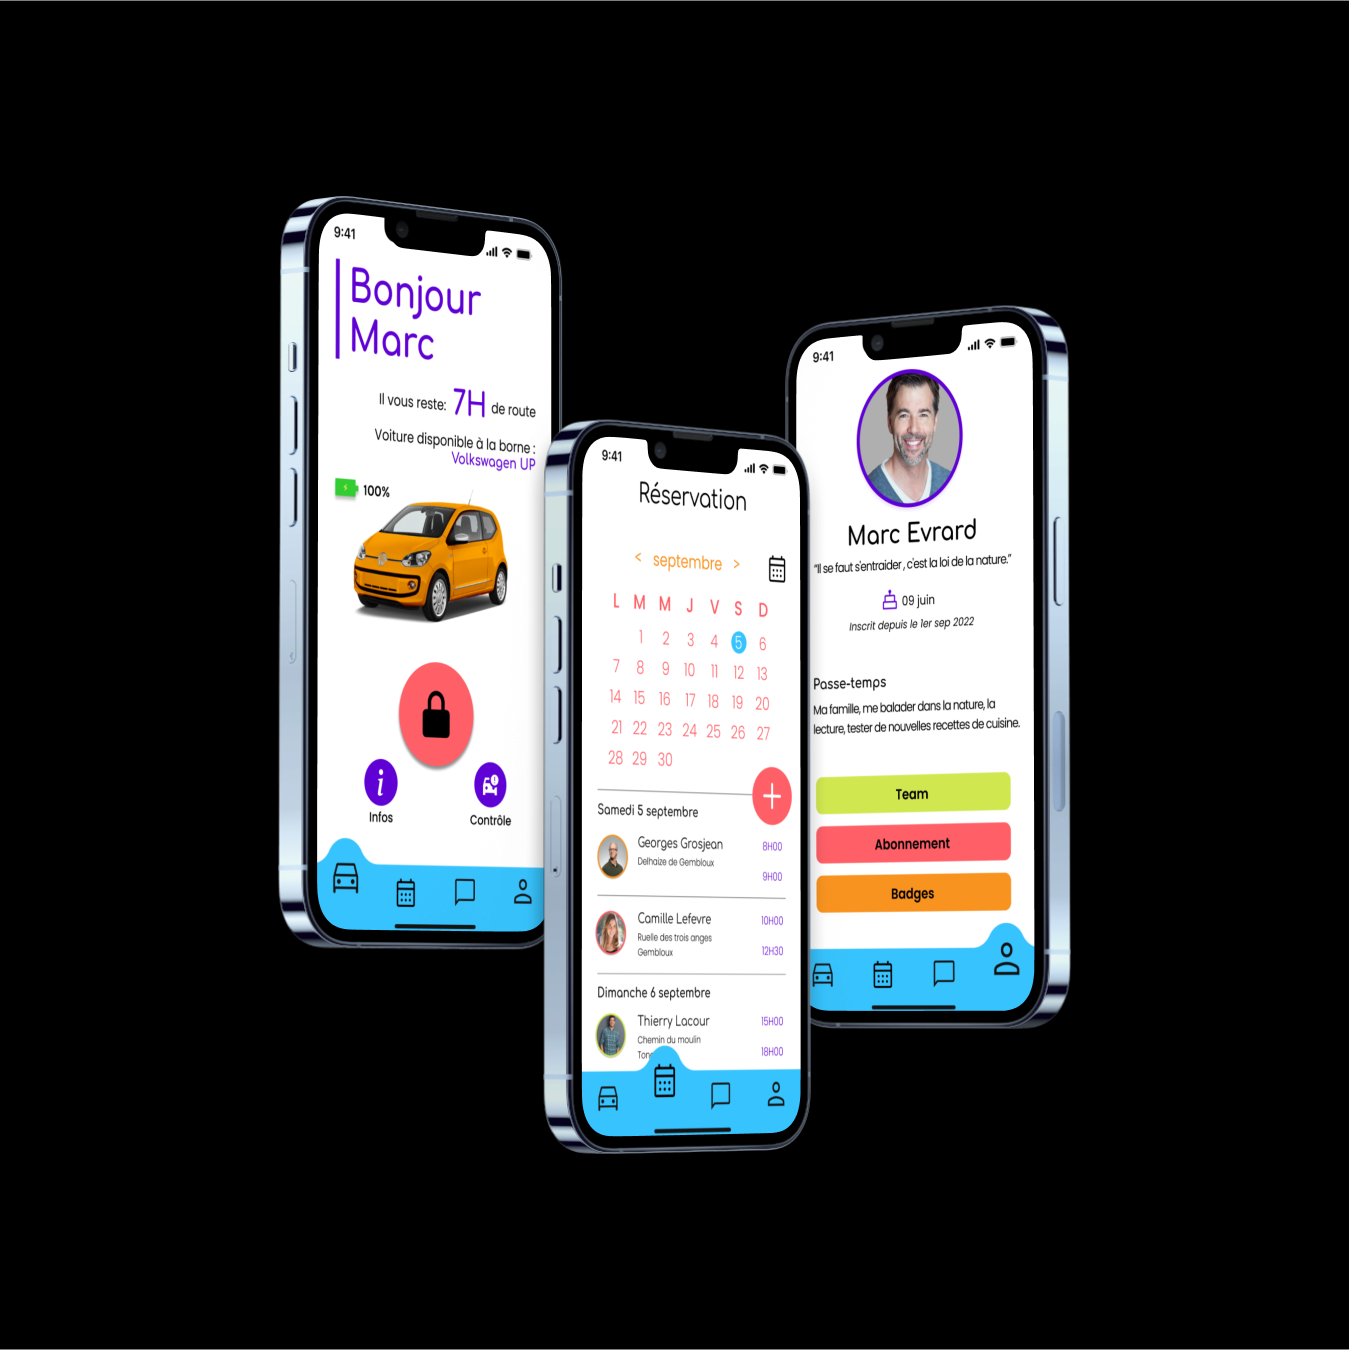 9:41
Bonjour
Marc
Il vous reste: 7H de route
Voiture disponible à la borne :
Volkswagen UP
100%
i
Infos
Contrôle
9:41
Réservation
< septembre >
L M M J V S D
1 2 3 4 5 6
7 8 9 10 11 12 13
14 15 16 17 18 19 20
21 22 23 24 25 26 27
28 29 30
Samedi 5 septembre
Georges Grosjean 8H00
Delhaize de Gembloux
9H00
Camille Lefevre 10H00
Ruelle des trois anges
Gembloux 12H30
Dimanche 6 septembre
Thierry Lacour 15H00
Chemin du moulin
18H00
9:41
Marc Evrard
“Il se faut s'entraider , c'est la loi de la nature.”
09 juin
Inscrit depuis le 1er sep 2022
Passe-temps
Ma famille, me balader dans la nature, la
lecture, tester de nouvelles recettes de cuisine.
Team
Abonnement
Badges